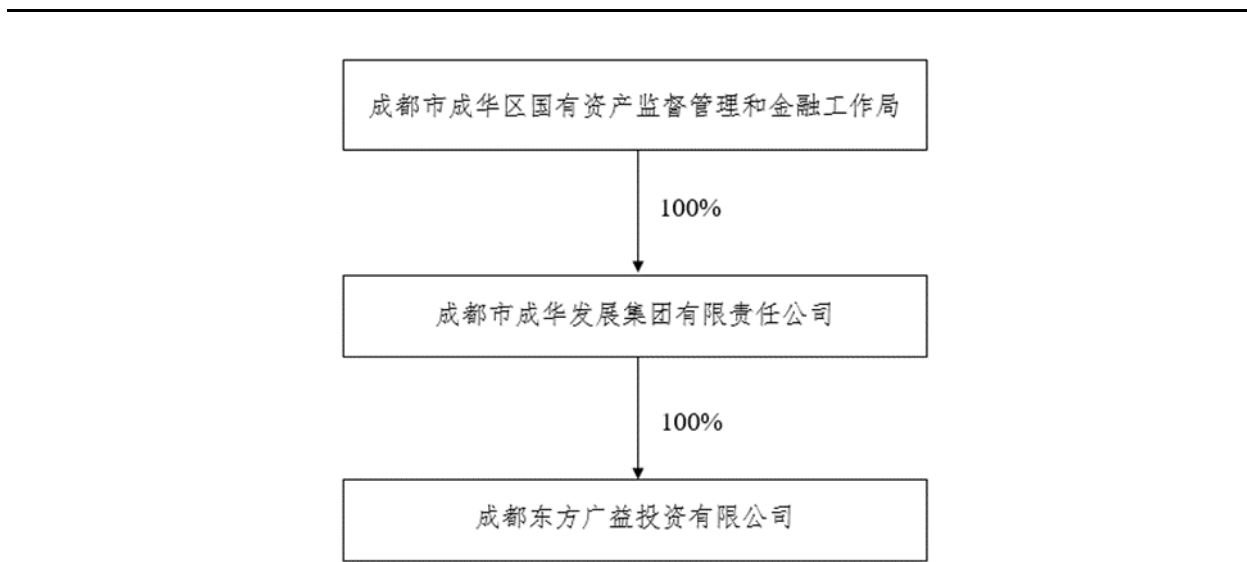 成都市成华区国有资产监督管理和金融工作局
100%
成都市成华发展集团有限责任公司
100%
成都东方广益投资有限公司